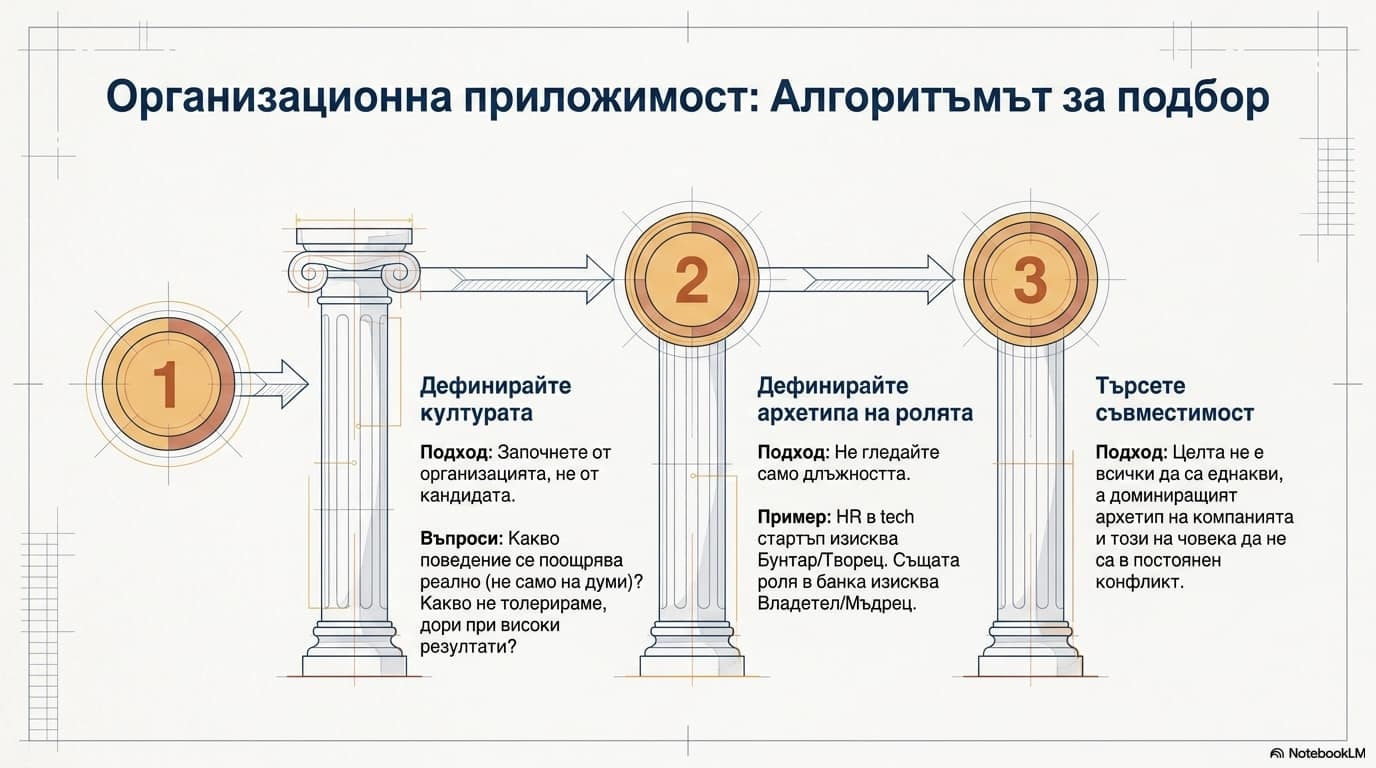 Организационна приложимост: Алгоритъмът за подбор
1
Дефинирайте
културата
Подход: Започнете от
организацията, не от
кандидата.
Въпроси: Какво
поведение се поощрява
реално (не само на думи)?
Какво не толерираме,
дори при високи
резултати?
2
Дефинирайте
архетипа на ролята
Подход: Не гледайте
само длъжността.
Пример: HR в tech
стартъп изисква
Бунтар/Творец. Същата
роля в банка изисква
Владетел/Мъдрец.
3
Търсете
съвместимост
Подход: Целта не е
всички да са еднакви,
а доминиращият
архетип на компанията
и този на човека да не
са в постоянен
конфликт.
NotebookLM